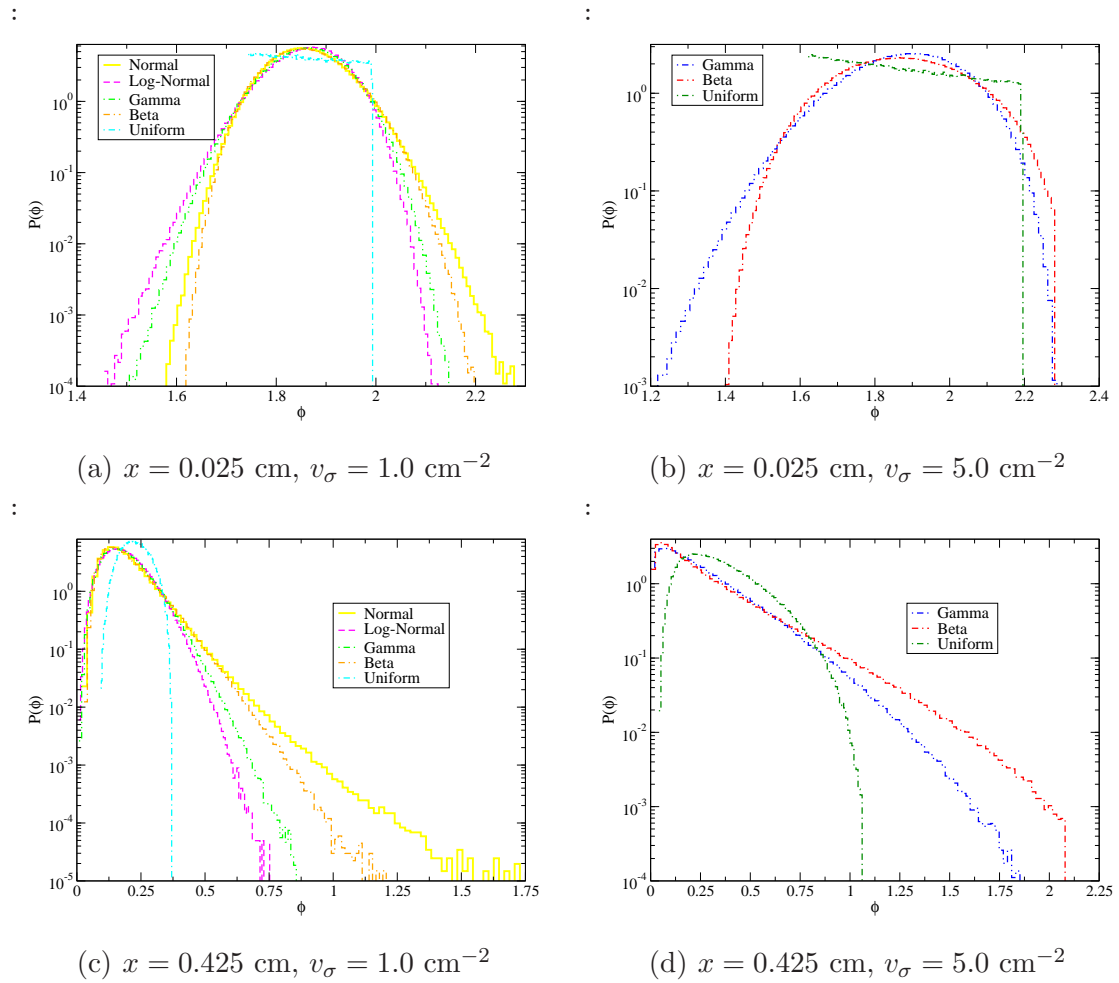 :
:
Normal
Log-Normal
Gamma
Beta
Uniform
P(ϕ)
10^0
10^-1
10^-2
10^-3
10^-4
1.4 1.6 1.8 2 2.2
ϕ
Gamma
Beta
Uniform
P(ϕ)
10^0
10^-1
10^-2
10^-3
1.2 1.4 1.6 1.8 2 2.2 2.4
ϕ
(a) x = 0.025 cm, v_σ = 1.0 cm^−2
(b) x = 0.025 cm, v_σ = 5.0 cm^−2
:
Normal
Log-Normal
Gamma
Beta
Uniform
P(ϕ)
10^0
10^-1
10^-2
10^-3
10^-4
10^-5
0 0.25 0.5 0.75 1 1.25 1.5 1.75
ϕ
:
Gamma
Beta
Uniform
P(ϕ)
10^0
10^-1
10^-2
10^-3
10^-4
0 0.25 0.5 0.75 1 1.25 1.5 1.75 2 2.25
ϕ
(c) x = 0.425 cm, v_σ = 1.0 cm^−2
(d) x = 0.425 cm, v_σ = 5.0 cm^−2